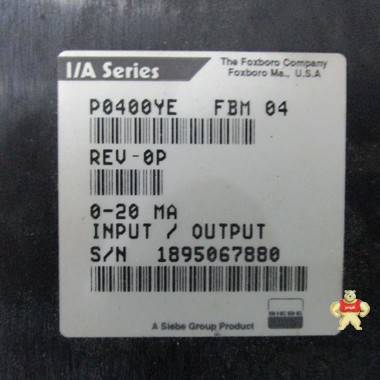 I/A Series
The Foxboro Company
Foxboro Ma., U.S.A
P0400YE FBM 04
REV-0P
0-20 MA
INPUT / OUTPUT
S/N 1895067880
SIEBE
A Siebe Group Product